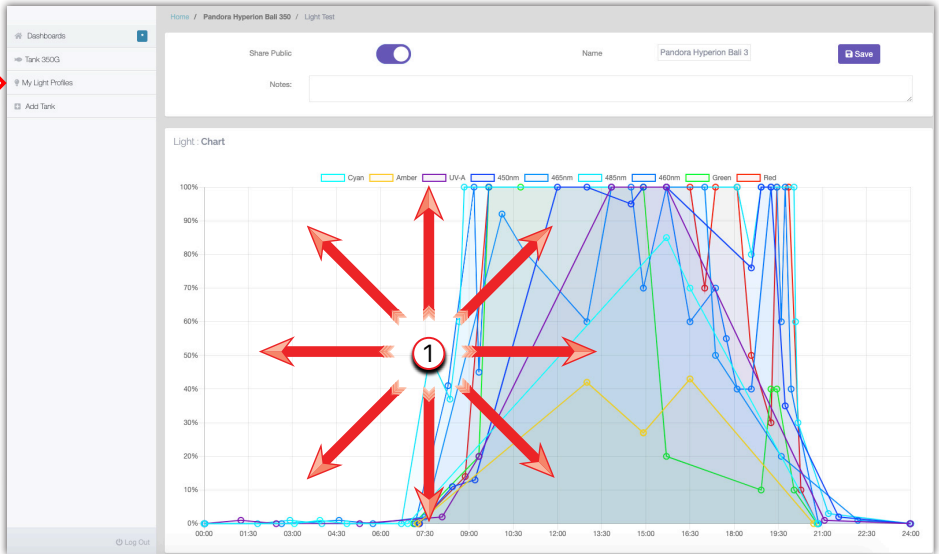 Home / Pandora Hyperion Bali 350 / Light Test
Dashboards
Tank 350G
My Light Profiles
Add Tank
Share Public
Name
Pandora Hyperion Bali 3
Save
Notes:
Light : Chart
Cyan Amber UV-A 450nm 465nm 485nm 460nm Green Red
100%
90%
80%
70%
60%
50%
40%
30%
20%
10%
0%
1
00:00 01:30 03:00 04:30 06:00 07:30 09:00 10:30 12:00 13:30 15:00 16:30 18:00 19:30 21:00 22:30 24:00
Log Out